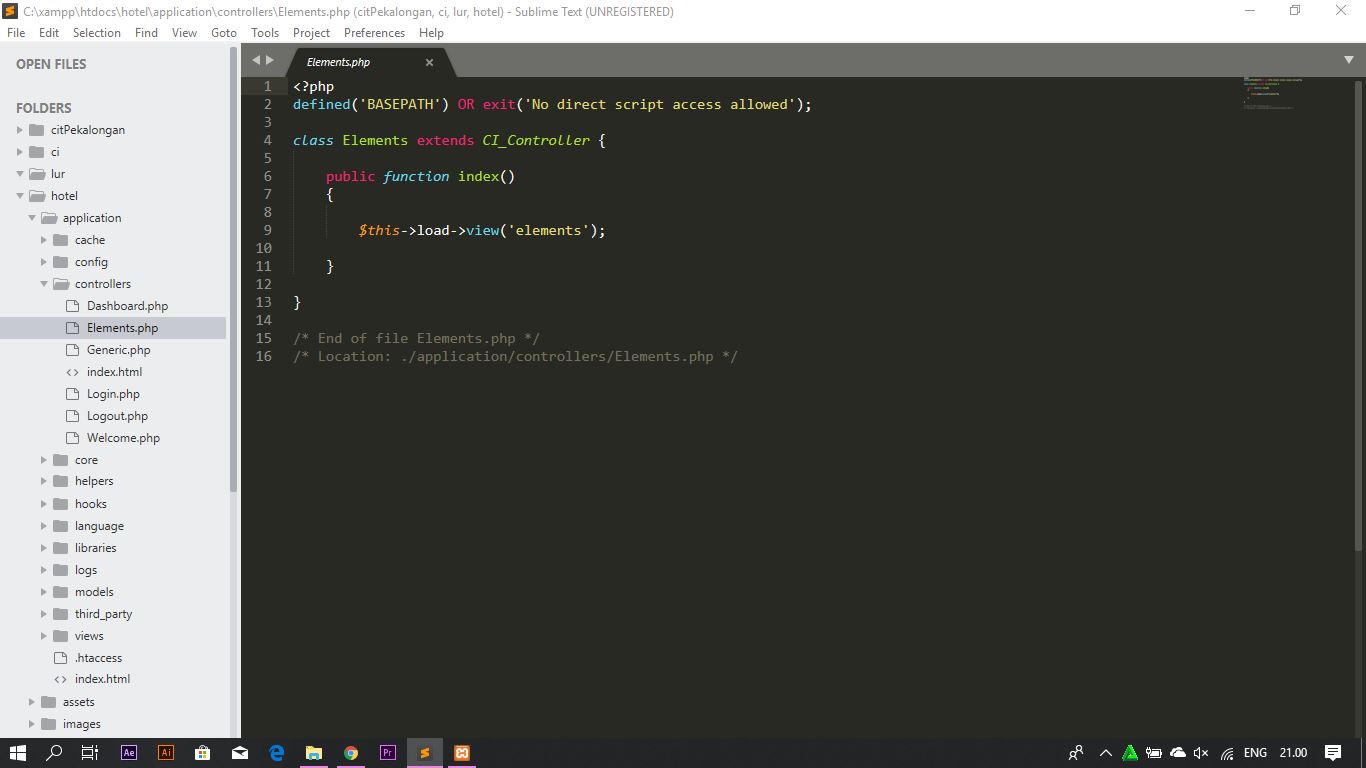 C:\xampp\htdocs\hotel\application\controllers\Elements.php (citPekalongan, ci, lur, hotel) - Sublime Text (UNREGISTERED)
File Edit Selection Find View Goto Tools Project Preferences Help
OPEN FILES
FOLDERS
citPekalongan
ci
lur
hotel
application
cache
config
controllers
Dashboard.php
Elements.php
Generic.php
index.html
Login.php
Logout.php
Welcome.php
core
helpers
hooks
language
libraries
logs
models
third_party
views
.htaccess
index.html
assets
images
Elements.php
1 <?php
2 defined('BASEPATH') OR exit('No direct script access allowed');
3
4 class Elements extends CI_Controller {
5
6 public function index()
7 {
8
9 $this->load->view('elements');
10
11 }
12
13 }
14
15 /* End of file Elements.php */
16 /* Location: ./application/controllers/Elements.php */
Ae Ai Pr ENG 21.00